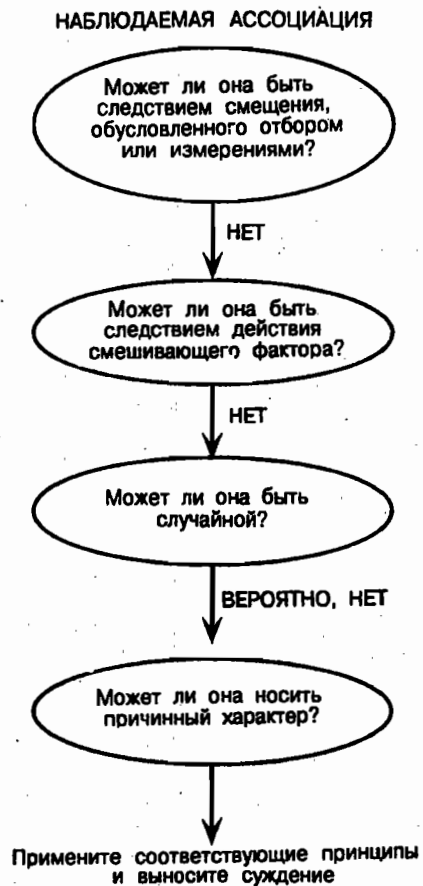 НАБЛЮДАЕМАЯ АССОЦИАЦИЯ
Может ли она быть
следствием смещения,
обусловленного отбором
или измерениями?
НЕТ
Может ли она быть
следствием действия
смешивающего фактора?
НЕТ
Может ли она быть
случайной?
ВЕРОЯТНО, НЕТ
Может ли она носить
причинный характер?
Примените соответствующие принципы
и выносите суждение